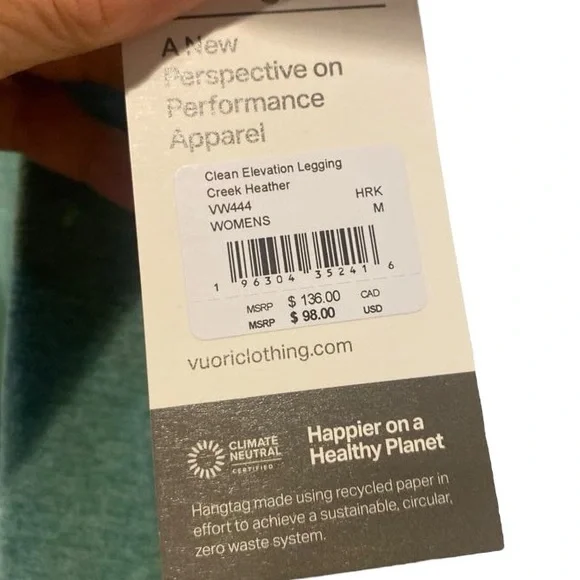 A New
Perspective on
Performance
Apparel
Clean Elevation Legging
Creek Heather
VW444 HRK
WOMENS M
1 96304 35241 6
MSRP $ 136.00 CAD
MSRP $ 98.00 USD
vuoriclothing.com
CLIMATE
NEUTRAL
CERTIFIED
Happier on a
Healthy Planet
Hangtag made using recycled paper in
effort to achieve a sustainable, circular,
zero waste system.